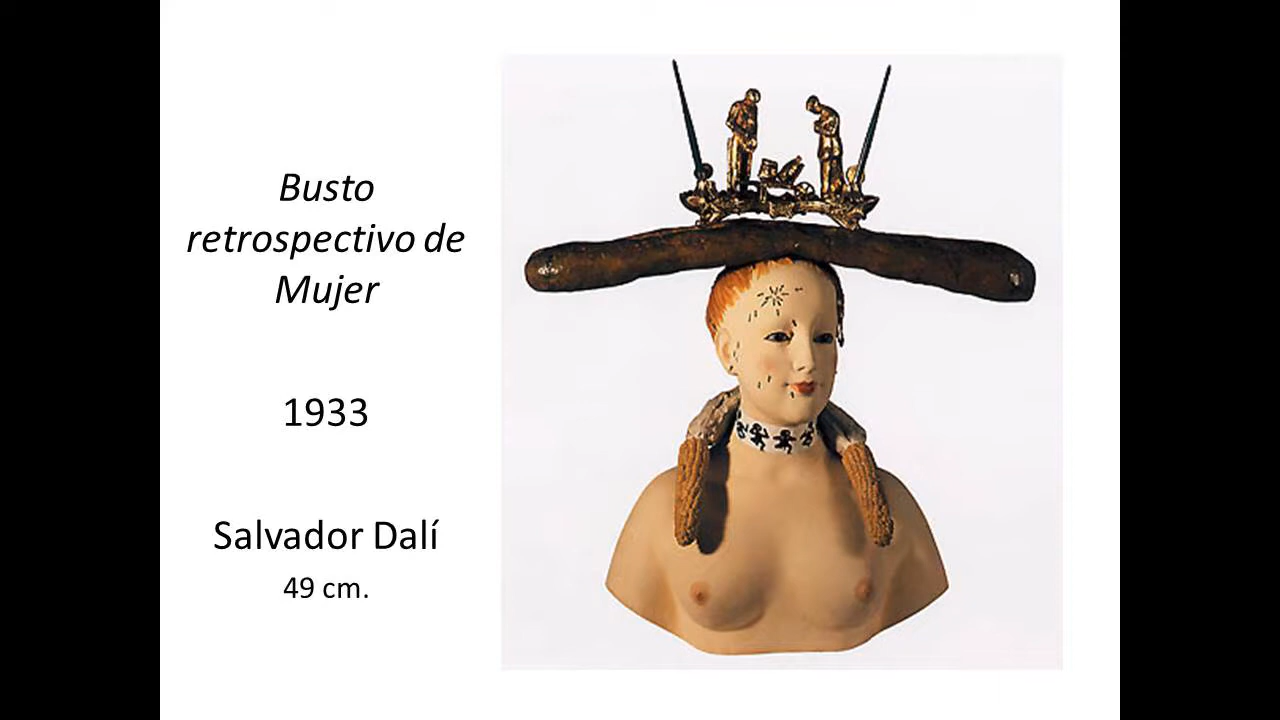 Busto
retrospectivo de
Mujer
1933
Salvador Dalí
49 cm.